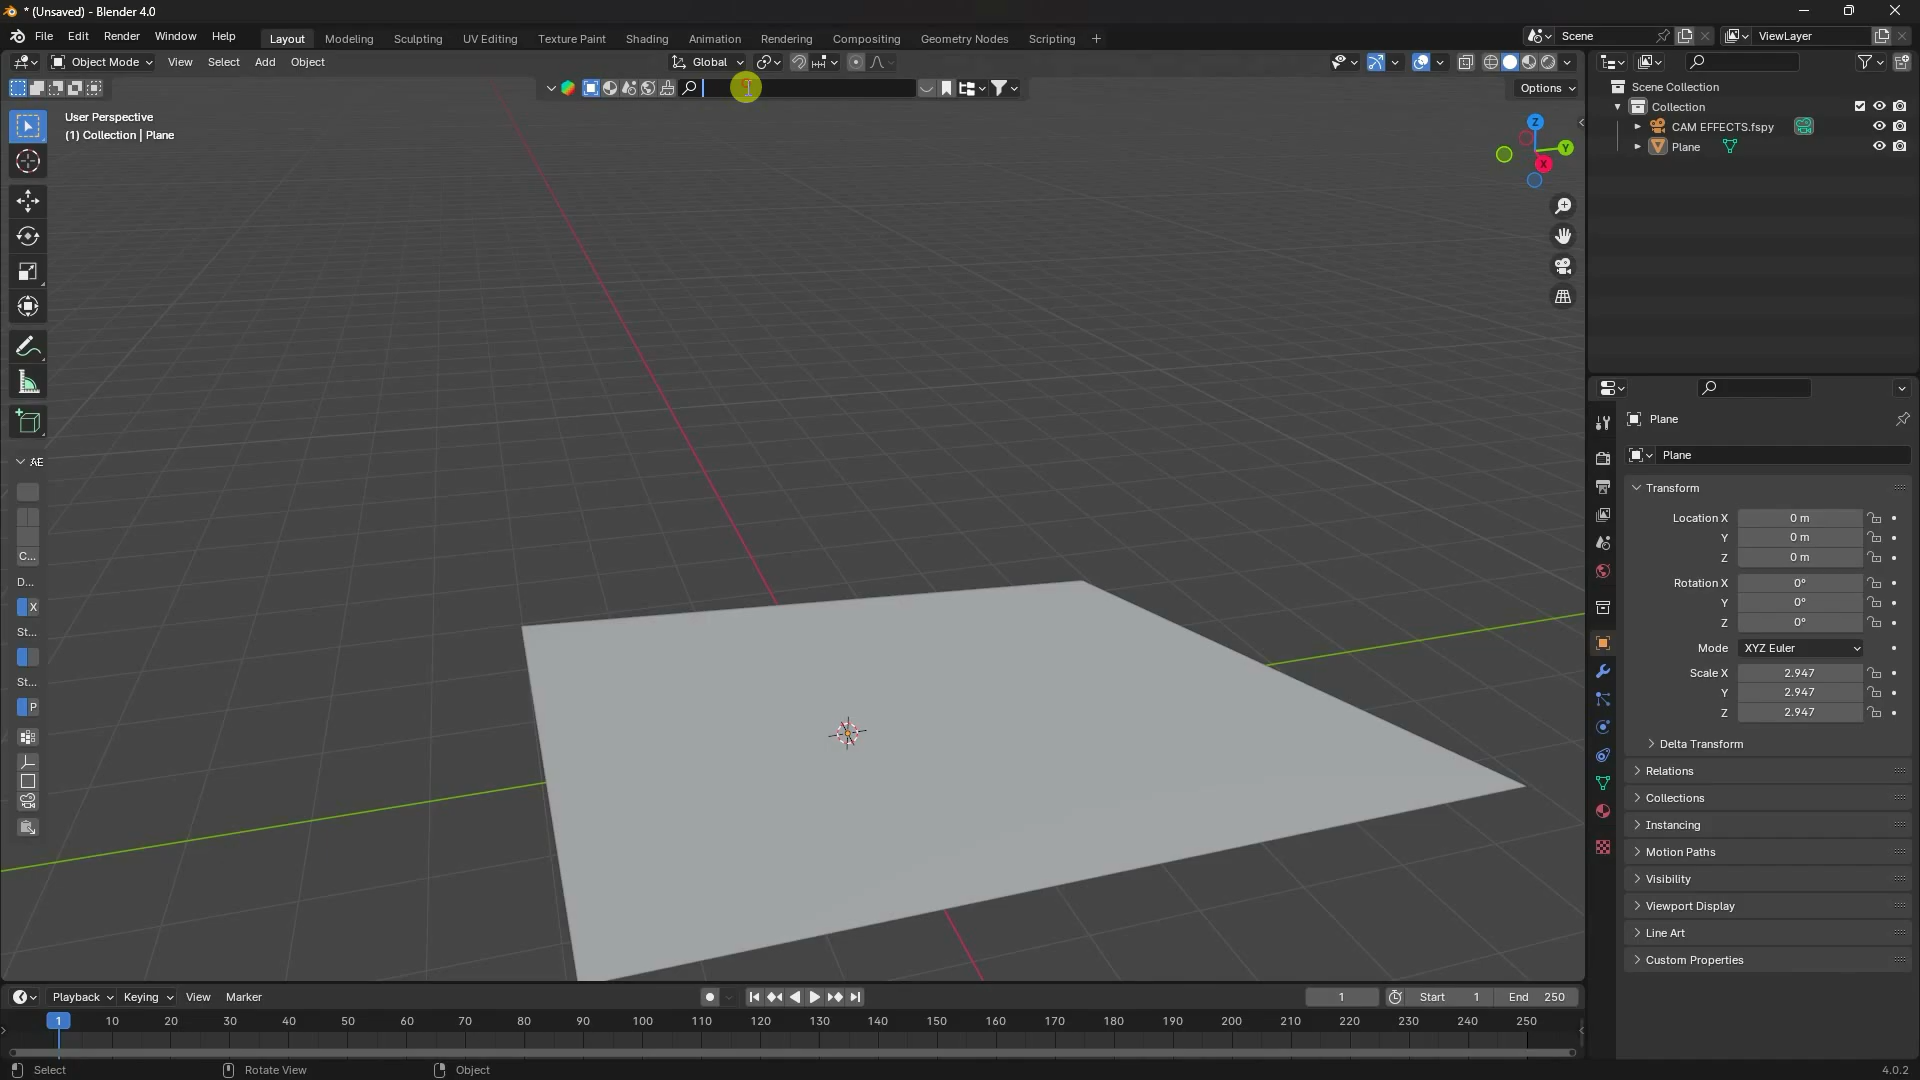 * (Unsaved) - Blender 4.0
File Edit Render Window Help Layout Modeling Sculpting UV Editing Texture Paint Shading Animation Rendering Compositing Geometry Nodes Scripting + Scene ViewLayer
Object Mode View Select Add Object Global
Options
User Perspective
(1) Collection | Plane
Z
Y
X
AE
C...
D...
X
St...
St...
P
Scene Collection
Collection
CAM EFFECTS.fspy
Plane
Plane
Plane
Transform
Location X 0 m
Y 0 m
Z 0 m
Rotation X 0°
Y 0°
Z 0°
Mode XYZ Euler
Scale X 2.947
Y 2.947
Z 2.947
Delta Transform
Relations
Collections
Instancing
Motion Paths
Visibility
Viewport Display
Line Art
Custom Properties
Playback Keying View Marker 1 Start 1 End 250
1 10 20 30 40 50 60 70 80 90 100 110 120 130 140 150 160 170 180 190 200 210 220 230 240 250
Select Rotate View Object 4.0.2